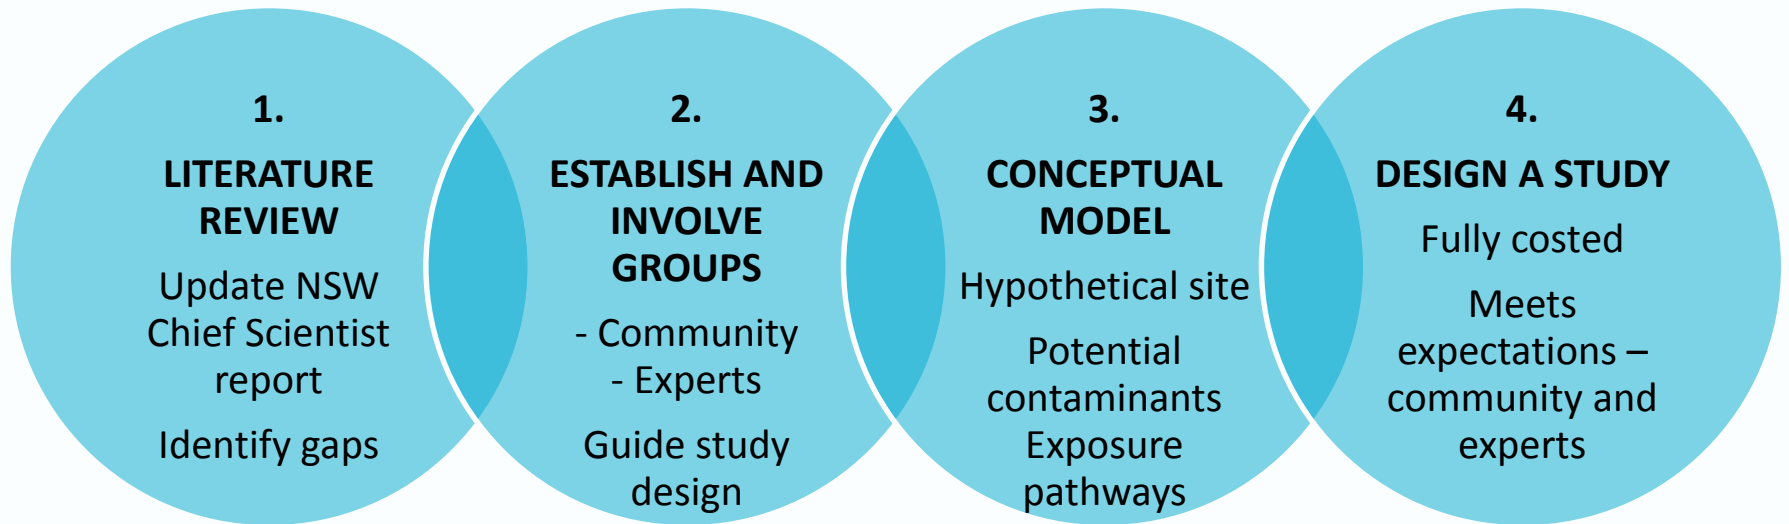 1.
LITERATURE
REVIEW
Update NSW
Chief Scientist
report
Identify gaps
2.
ESTABLISH AND
INVOLVE
GROUPS
- Community
- Experts
Guide study
design
3.
CONCEPTUAL
MODEL
Hypothetical site
Potential
contaminants
Exposure
pathways
4.
DESIGN A STUDY
Fully costed
Meets
expectations –
community and
experts